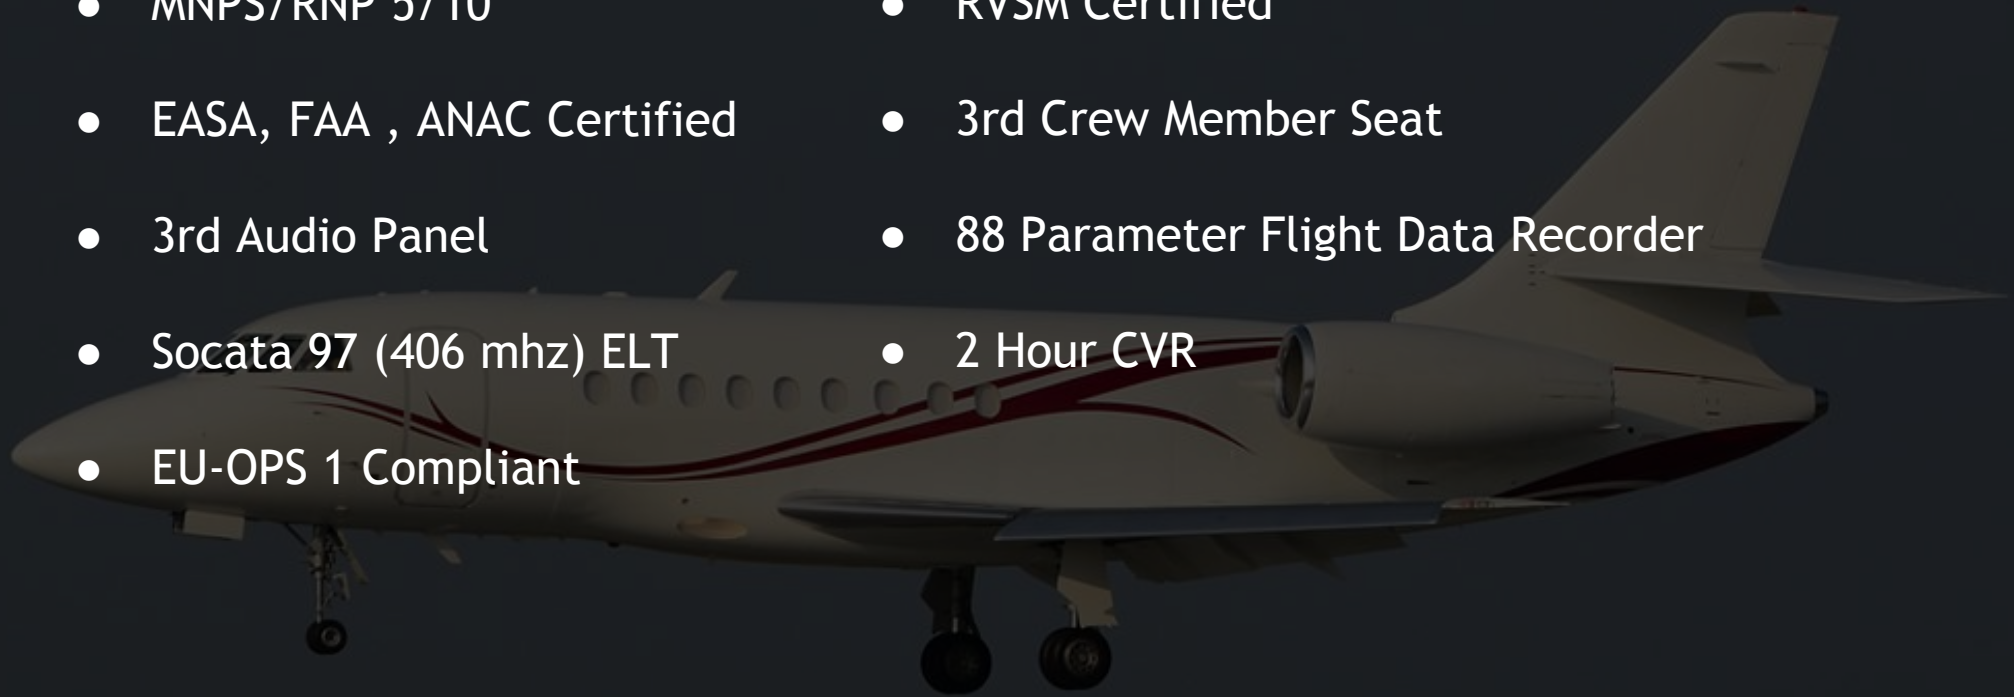 MNPS/RNP 5/10
RVSM Certified
EASA, FAA , ANAC Certified
3rd Crew Member Seat
3rd Audio Panel
88 Parameter Flight Data Recorder
Socata 97 (406 mhz) ELT
2 Hour CVR
EU-OPS 1 Compliant